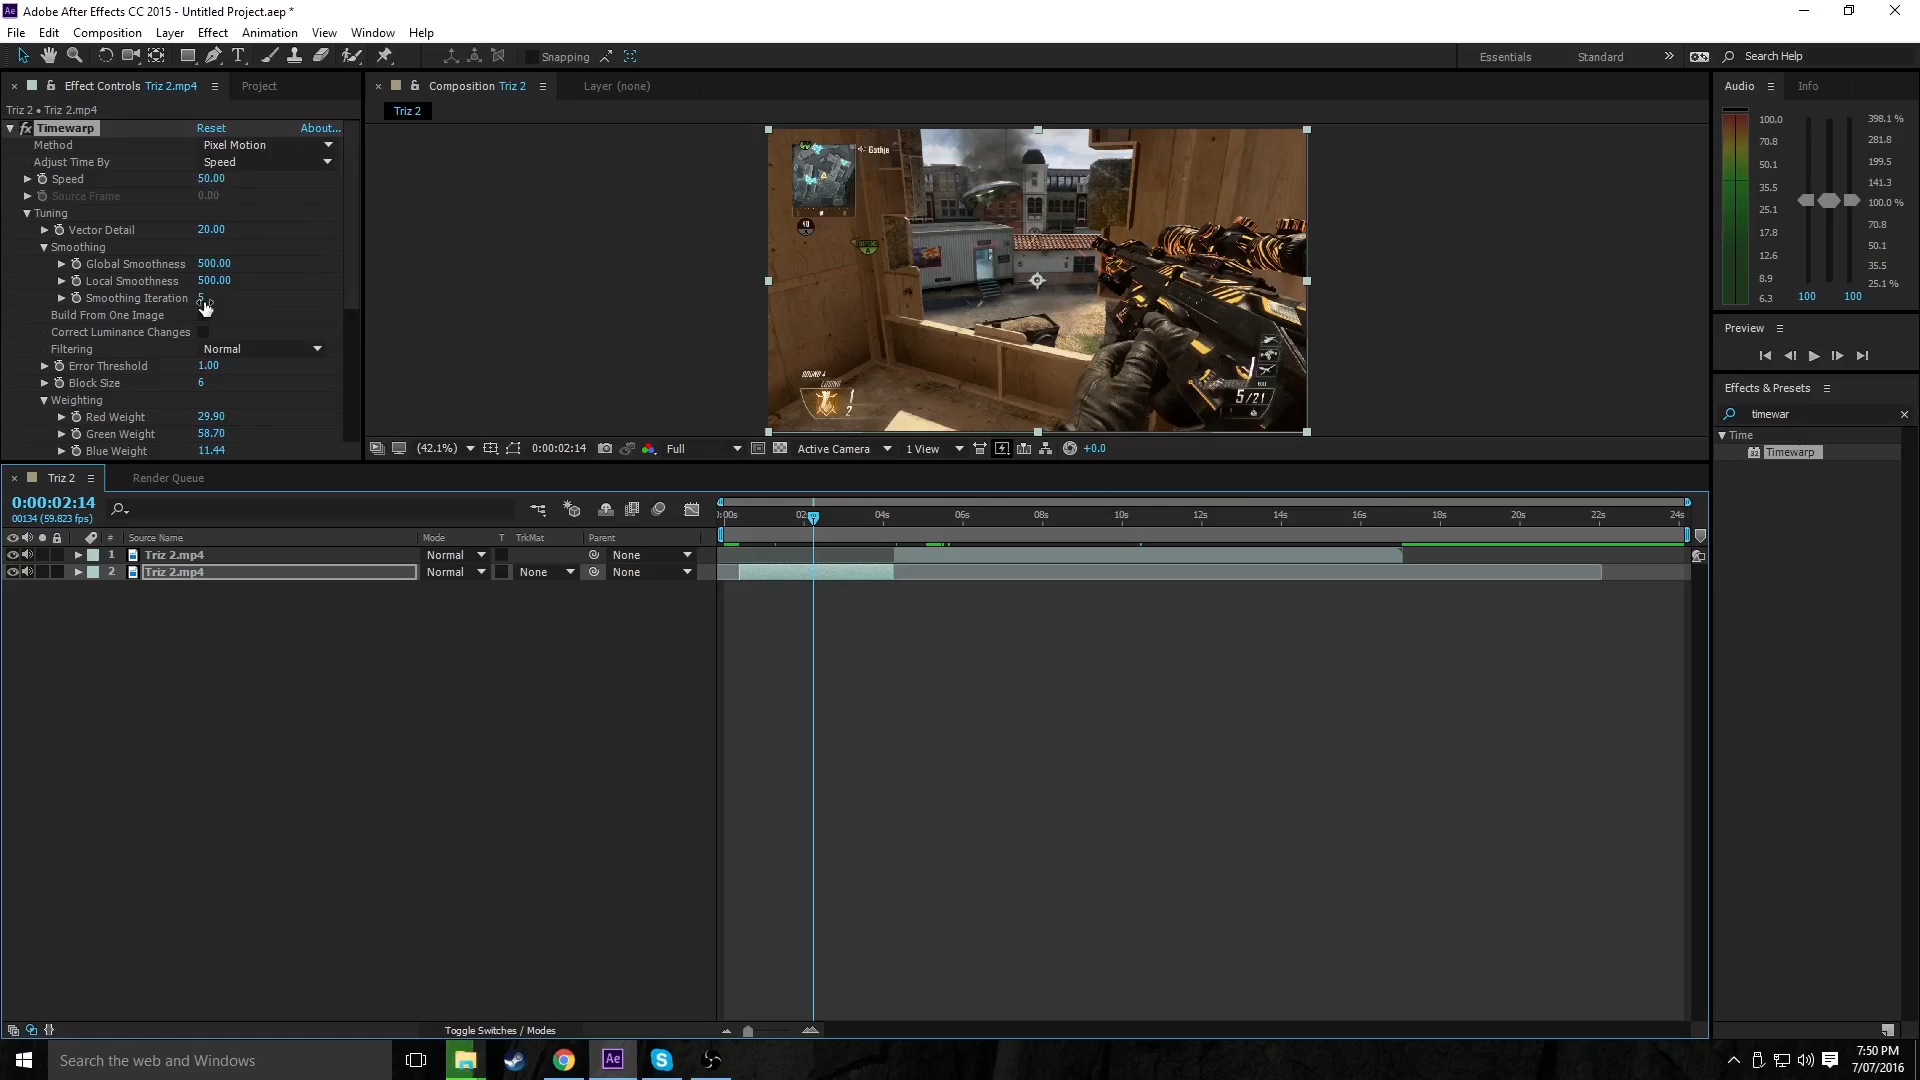 Adobe After Effects CC 2015 - Untitled Project.aep *
File Edit Composition Layer Effect Animation View Window Help
Snapping Essentials Standard Search Help
Effect Controls Triz 2.mp4 Project
Triz 2 • Triz 2.mp4
fx Timewarp Reset About...
Method Pixel Motion
Adjust Time By Speed
Speed 50.00
Source Frame 0.00
Tuning
Vector Detail 20.00
Smoothing
Global Smoothness 500.00
Local Smoothness 500.00
Smoothing Iteration 5
Build From One Image
Correct Luminance Changes
Filtering Normal
Error Threshold 1.00
Block Size 6
Weighting
Red Weight 29.90
Green Weight 58.70
Blue Weight 11.44
Composition Triz 2 Layer (none)
Triz 2
Gathje
ROUND 4
LOSING
1
2
5/21
(42.1%) 0:00:02:14 Full Active Camera 1 View +0.0
Audio Info
100.0 398.1 %
70.8 281.8
50.1 199.5
35.5 141.3
25.1 100.0 %
17.8 70.8
12.6 50.1
8.9 35.5
6.3 25.1 %
100 100
Preview
Effects & Presets
timewar
Time
Timewarp
Triz 2 Render Queue
0:00:02:14
00134 (59.823 fps)
:00s 02 04s 06s 08s 10s 12s 14s 16s 18s 20s 22s 24s
# Source Name Mode T TrkMat Parent
1 Triz 2.mp4 Normal None
2 Triz 2.mp4 Normal None None
Toggle Switches / Modes
Search the web and Windows
Ae
7:50 PM
7/07/2016